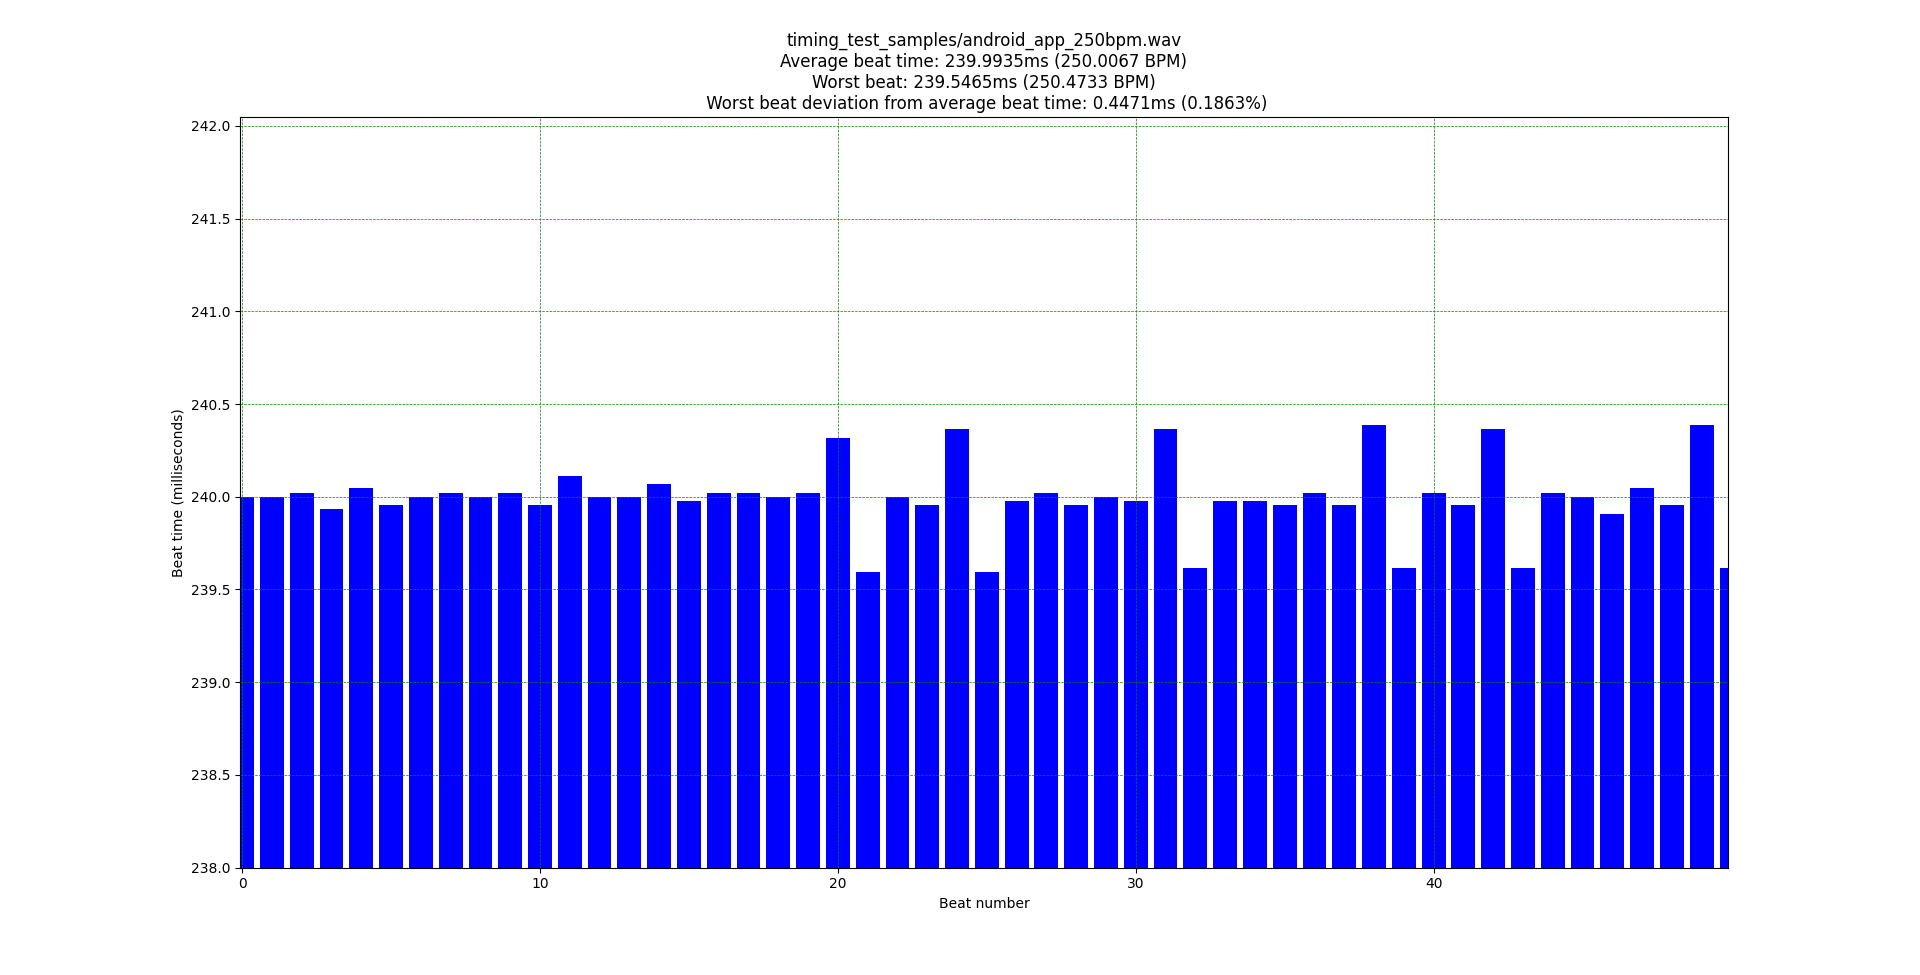 timing_test_samples/android_app_250bpm.wav
Average beat time: 239.9935ms (250.0067 BPM)
Worst beat: 239.5465ms (250.4733 BPM)
Worst beat deviation from average beat time: 0.4471ms (0.1863%)
242.0
241.5
241.0
240.5
240.0
239.5
239.0
238.5
238.0
Beat time (milliseconds)
0 10 20 30 40
Beat number